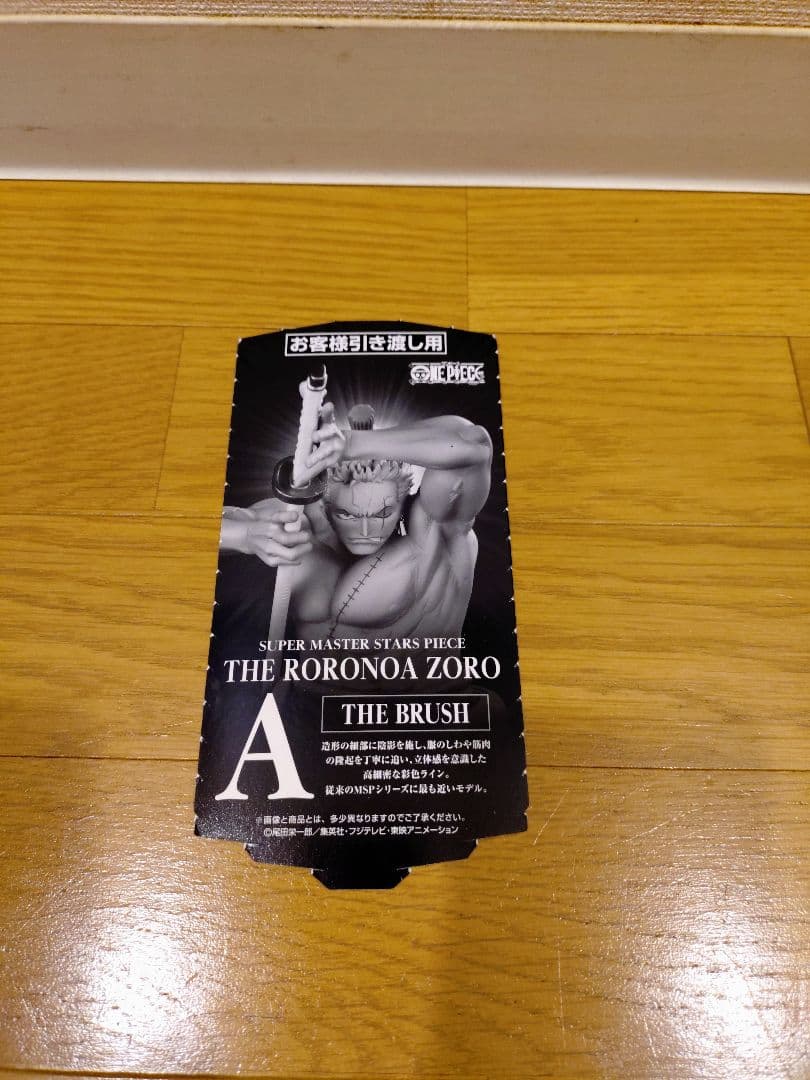 お客様引き渡し用
ONE PIECE
SUPER MASTER STARS PIECE
THE RORONOA ZORO
A
THE BRUSH
造形の細部に陰影を施し、服のしわや筋肉
の隆起を丁寧に追い、立体感を意識した
高細密な彩色ライン。
従来のMSPシリーズに最も近いモデル。
※画像と商品とは、多少異なりますのでご了承ください。
©尾田栄一郎／集英社・フジテレビ・東映アニメーション